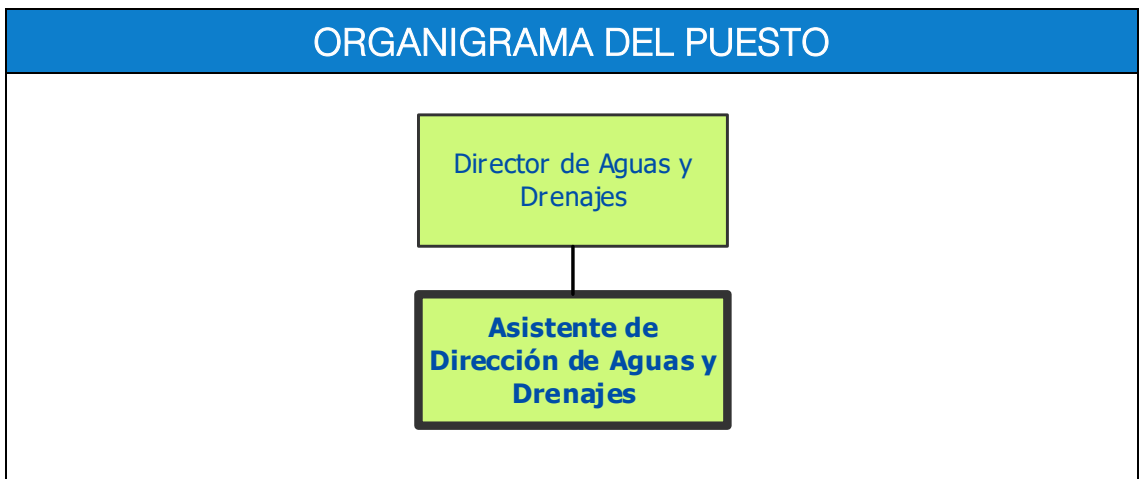 ORGANIGRAMA DEL PUESTO
Director de Aguas y
Drenajes
Asistente de
Dirección de Aguas y
Drenajes